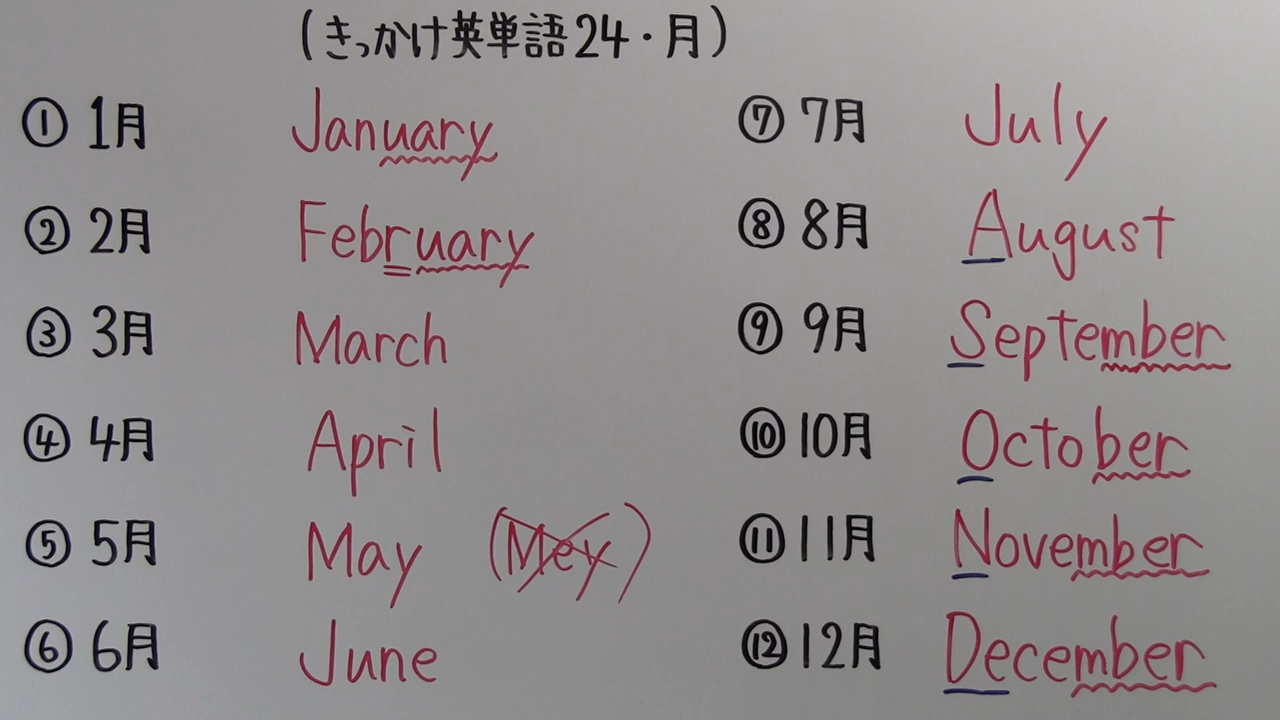 (きっかけ英単語24・月)
① 1月 January
② 2月 February
③ 3月 March
④ 4月 April
⑤ 5月 May (Mey)
⑥ 6月 June
⑦ 7月 July
⑧ 8月 August
⑨ 9月 September
⑩ 10月 October
⑪ 11月 November
⑫ 12月 December